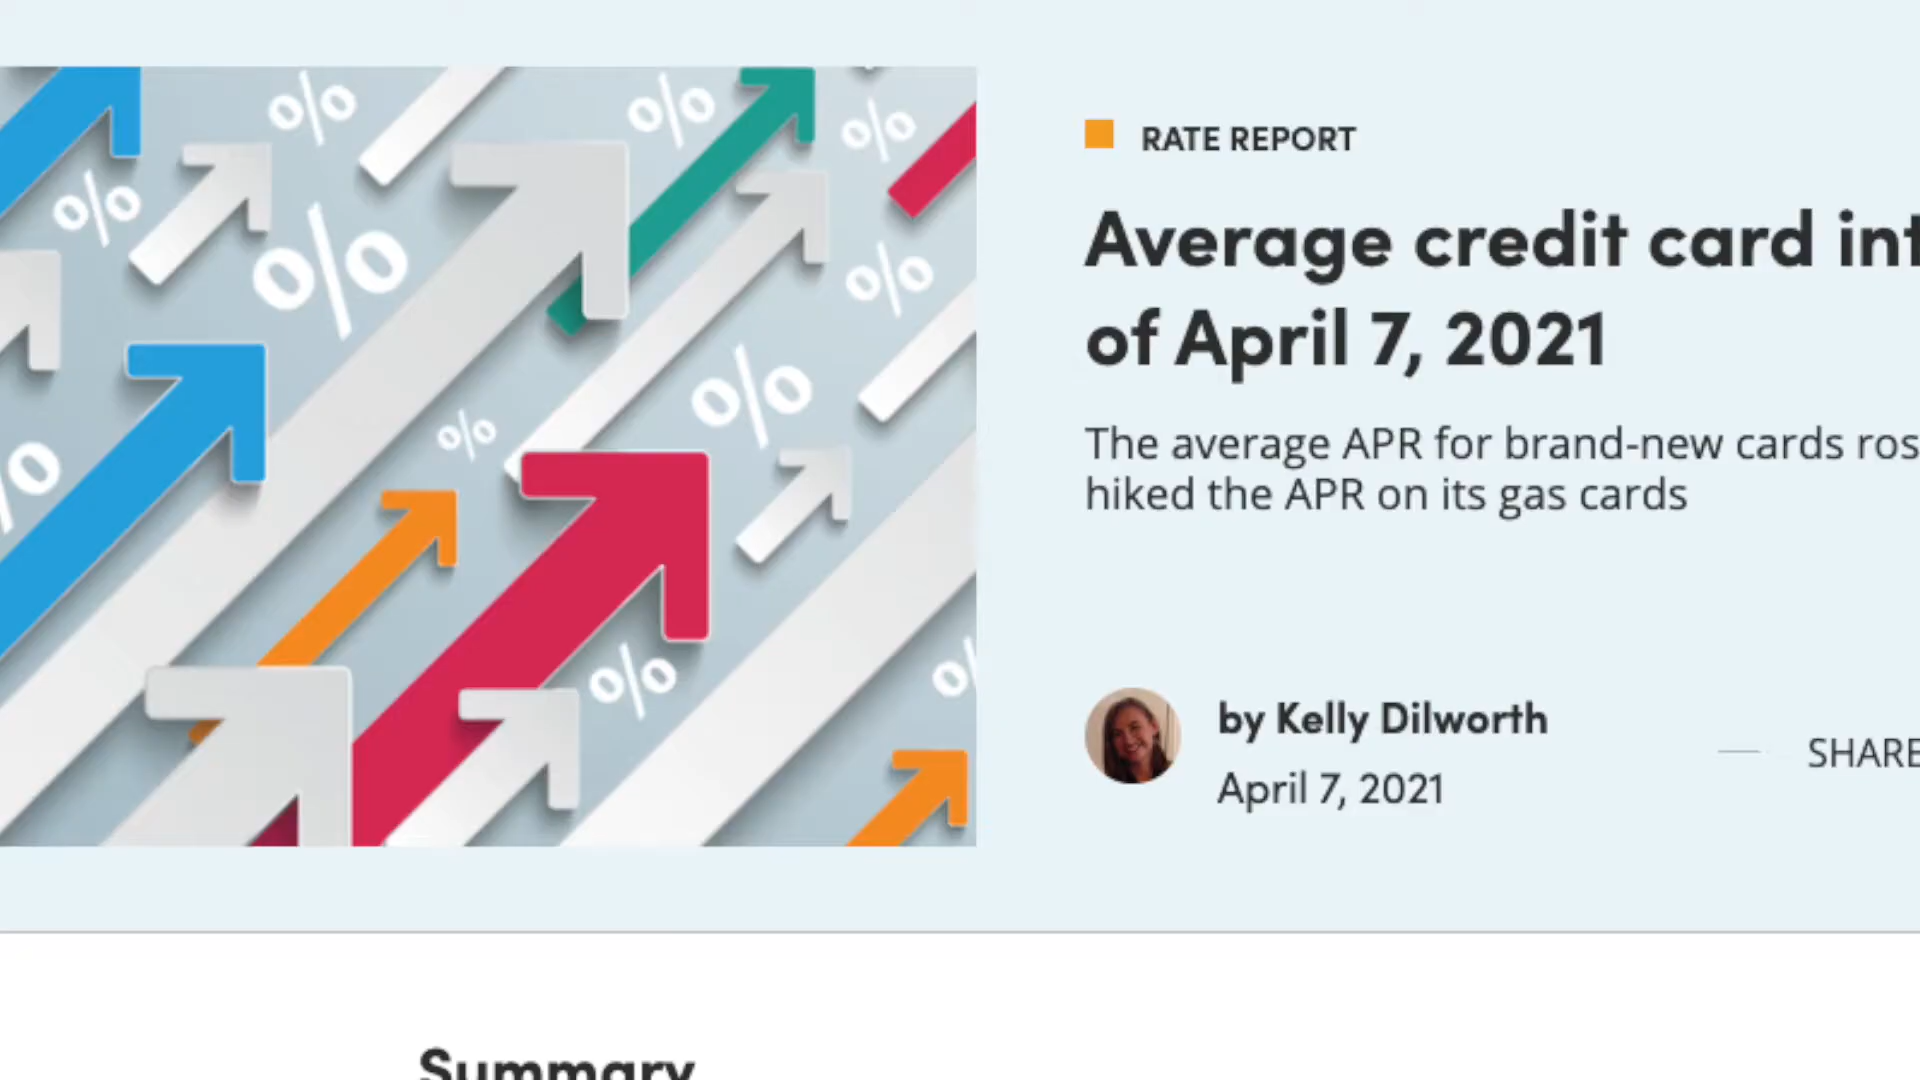 RATE REPORT
Average credit card int
of April 7, 2021
The average APR for brand-new cards ros
hiked the APR on its gas cards
by Kelly Dilworth
April 7, 2021
SHARE
Summary
%
%
%
%
%
%
%
%
%
%